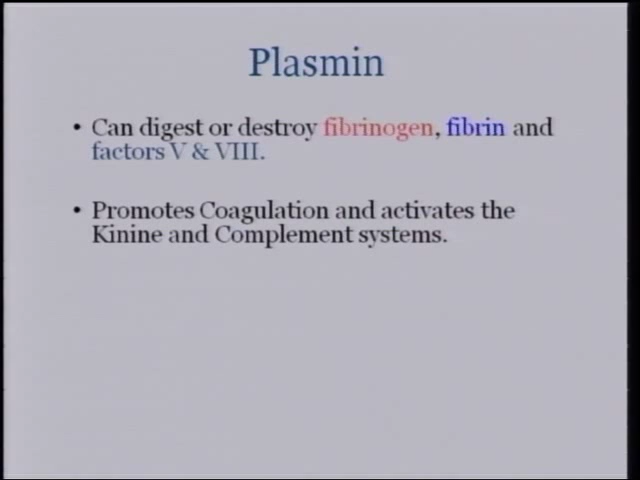 Plasmin
• Can digest or destroy fibrinogen, fibrin and
factors V & VIII.
• Promotes Coagulation and activates the
Kinine and Complement systems.